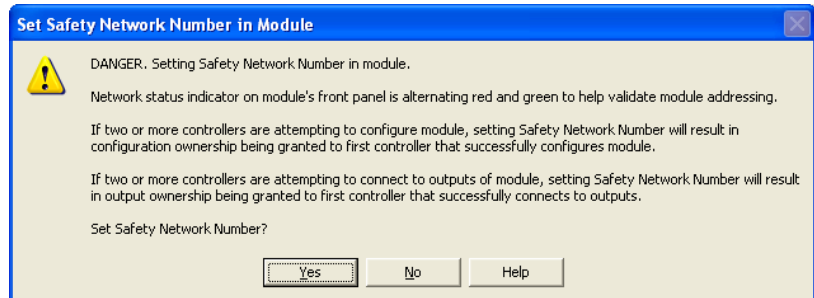 Set Safety Network Number in Module
DANGER. Setting Safety Network Number in module.
Network status indicator on module's front panel is alternating red and green to help validate module addressing.
If two or more controllers are attempting to configure module, setting Safety Network Number will result in
configuration ownership being granted to first controller that successfully configures module.
If two or more controllers are attempting to connect to outputs of module, setting Safety Network Number will result
in output ownership being granted to first controller that successfully connects to outputs.
Set Safety Network Number?
Yes No Help